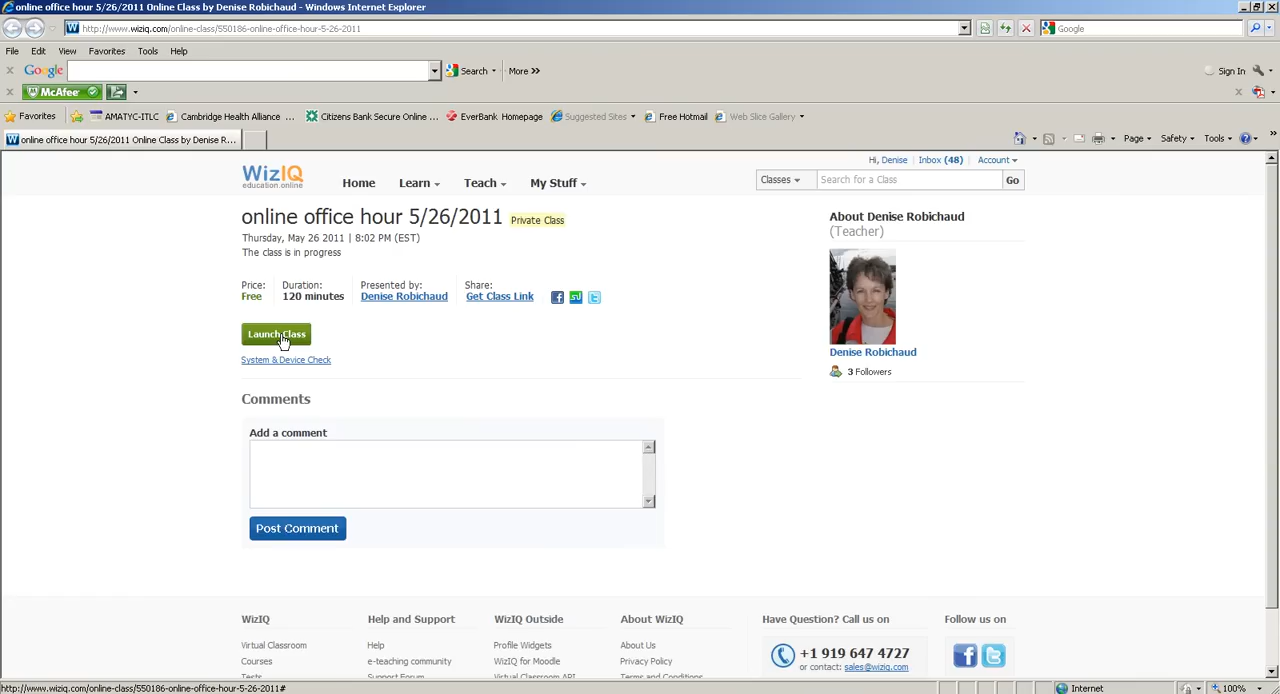 online office hour 5/26/2011 Online Class by Denise Robichaud - Windows Internet Explorer
http://www.wiziq.com/online-class/550186-online-office-hour-5-26-2011
Google
File Edit View Favorites Tools Help
Google Search More »
Sign In
McAfee
Favorites AMATYC-ITLC Cambridge Health Alliance ... Citizens Bank Secure Online ... EverBank Homepage Suggested Sites Free Hotmail Web Slice Gallery
online office hour 5/26/2011 Online Class by Denise R...
Page Safety Tools »
Hi, Denise Inbox (48) Account
WizIQ
education.online
Home Learn Teach My Stuff
Classes Search for a Class Go
online office hour 5/26/2011 Private Class
Thursday, May 26 2011 | 8:02 PM (EST)
The class is in progress
Price: Duration: Presented by: Share:
Free 120 minutes Denise Robichaud Get Class Link
Launch Class
System & Device Check
About Denise Robichaud
(Teacher)
Denise Robichaud
3 Followers
Comments
Add a comment
Post Comment
WizIQ Help and Support WizIQ Outside About WizIQ Have Question? Call us on Follow us on
Virtual Classroom Help Profile Widgets About Us
+1 919 647 4727
Courses e-teaching community WizIQ for Moodle Privacy Policy
or contact: sales@wiziq.com
Tests Support Forum Virtual Classroom API Terms and Conditions
http://www.wiziq.com/online-class/550186-online-office-hour-5-26-2011#
Internet
100%